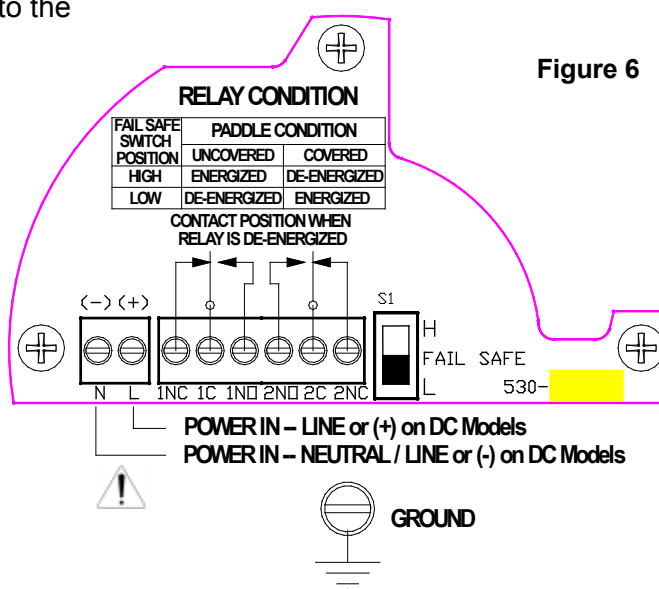 to the
Figure 6
RELAY CONDITION
FAIL SAFE SWITCH POSITION
PADDLE CONDITION
UNCOVERED COVERED
HIGH ENERGIZED DE-ENERGIZED
LOW DE-ENERGIZED ENERGIZED
CONTACT POSITION WHEN
RELAY IS DE-ENERGIZED
(-) (+)
S1
H
FAIL SAFE
L
530-
N L 1NC 1C 1NO 2NO 2C 2NC
POWER IN – LINE or (+) on DC Models
POWER IN -- NEUTRAL / LINE or (-) on DC Models
!
GROUND